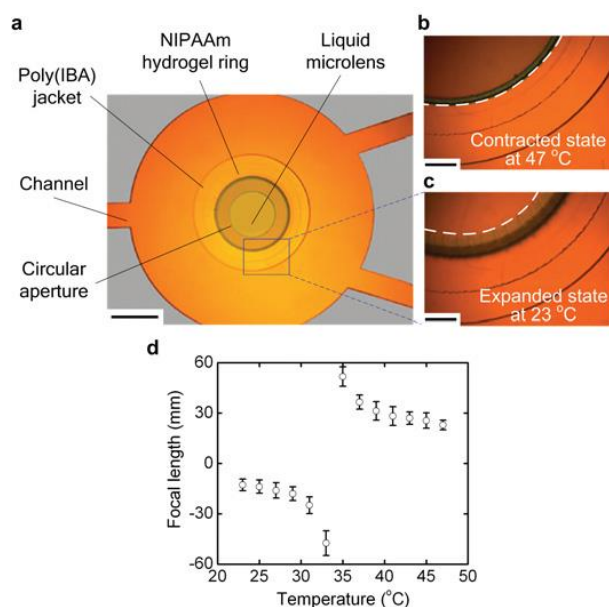 a
NIPAAm
hydrogel ring
Liquid
microlens
Poly(IBA)
jacket
Channel
Circular
aperture
b
Contracted state
at 47 °C
c
Expanded state
at 23 °C
d
60
30
0
-30
-60
Focal length (mm)
20 25 30 35 40 45 50
Temperature (°C)